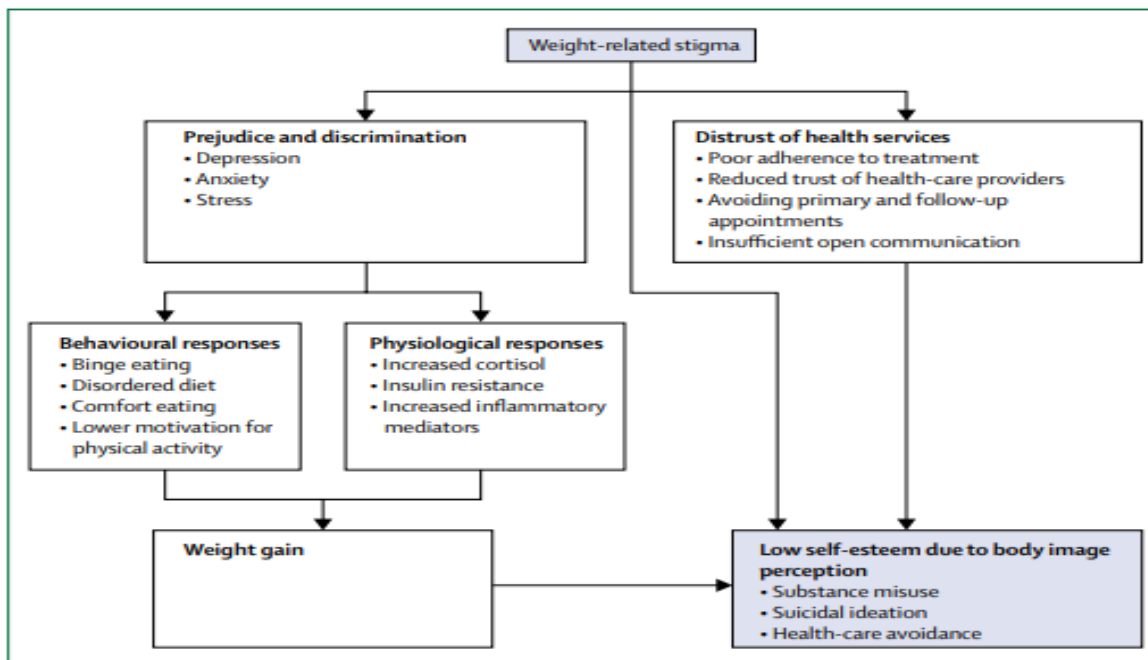 Weight-related stigma
Prejudice and discrimination
• Depression
• Anxiety
• Stress
Distrust of health services
• Poor adherence to treatment
• Reduced trust of health-care providers
• Avoiding primary and follow-up
appointments
• Insufficient open communication
Behavioural responses
• Binge eating
• Disordered diet
• Comfort eating
• Lower motivation for
physical activity
Physiological responses
• Increased cortisol
• Insulin resistance
• Increased inflammatory
mediators
Weight gain
Low self-esteem due to body image
perception
• Substance misuse
• Suicidal ideation
• Health-care avoidance